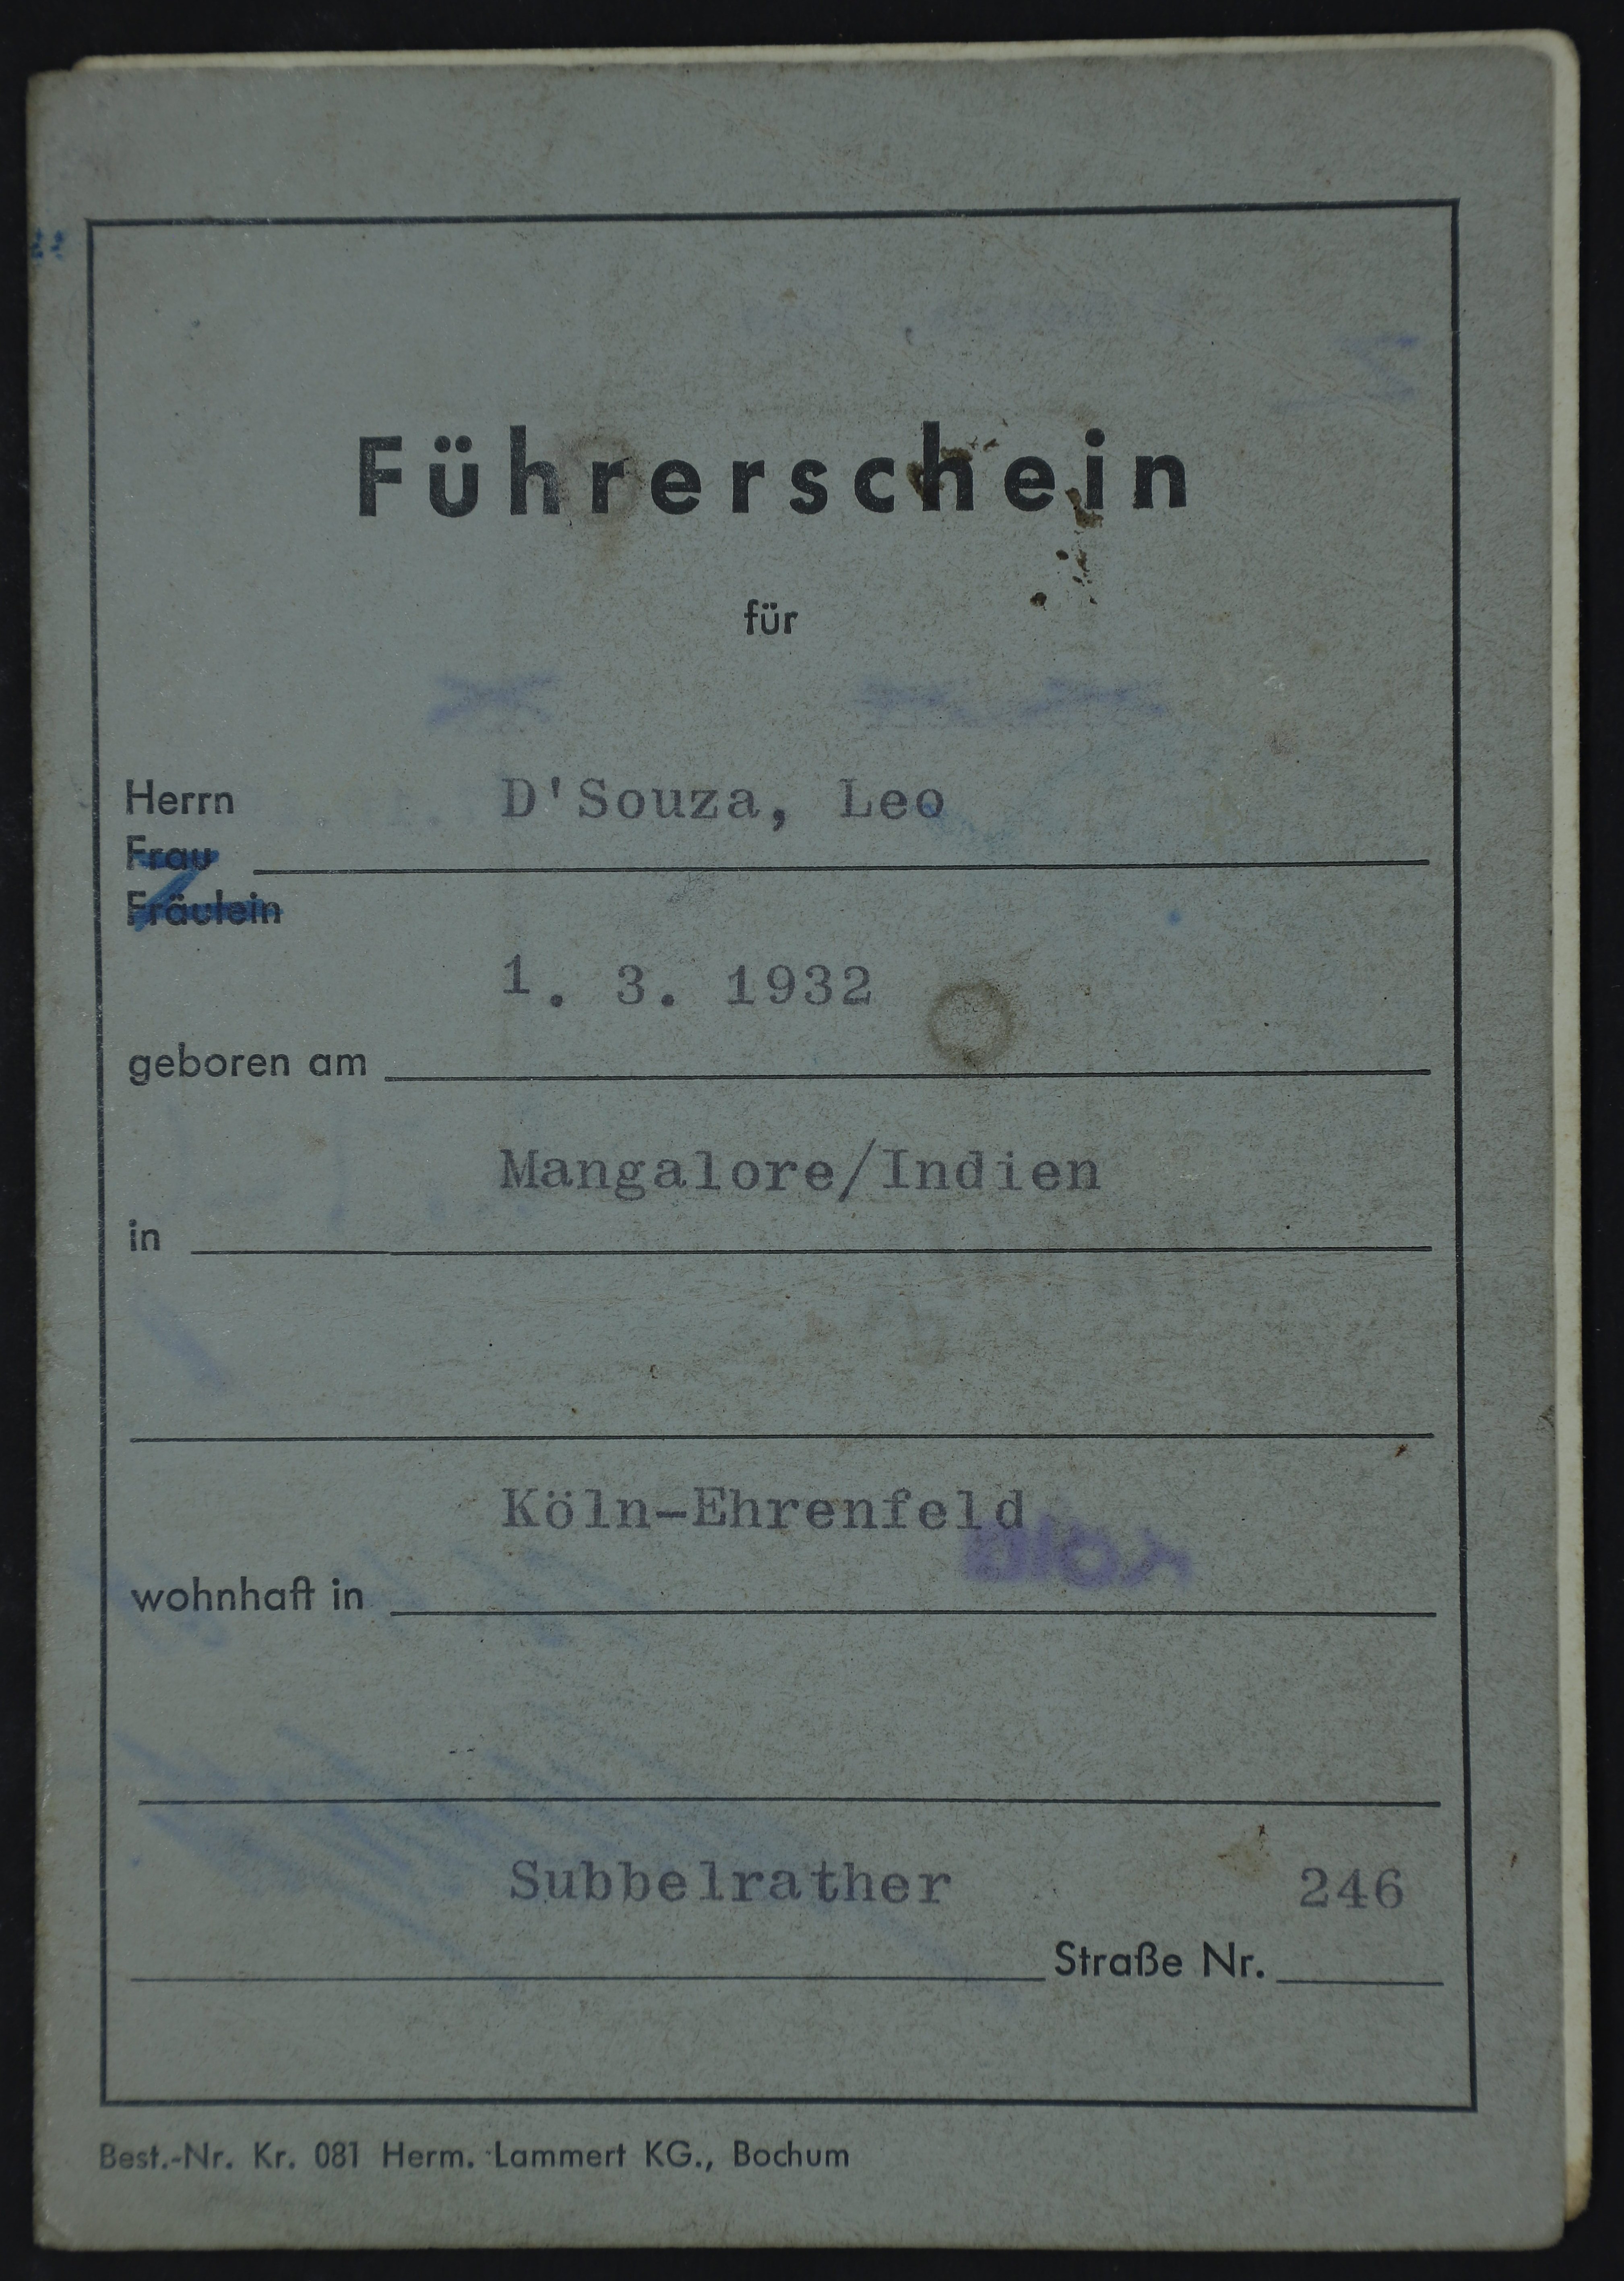 Führerschein
für
Herrn D'Souza, Leo
Frau
Fräulein
1. 3. 1932
geboren am
Mangalore/Indien
in
Köln-Ehrenfeld
Köln
wohnhaft in
Subbelrather 246
Straße Nr.
Best.-Nr. Kr. 081 Herm. Lammert KG., Bochum